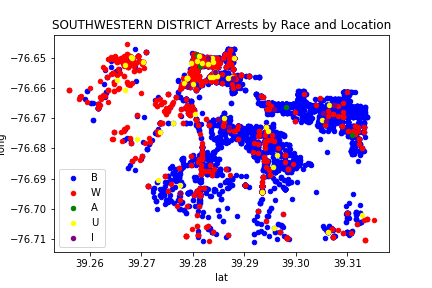 SOUTHWESTERN DISTRICT Arrests by Race and Location
−76.65
−76.66
−76.67
−76.68
−76.69
−76.70
−76.71
B
W
A
U
I
39.26 39.27 39.28 39.29 39.30 39.31
lat